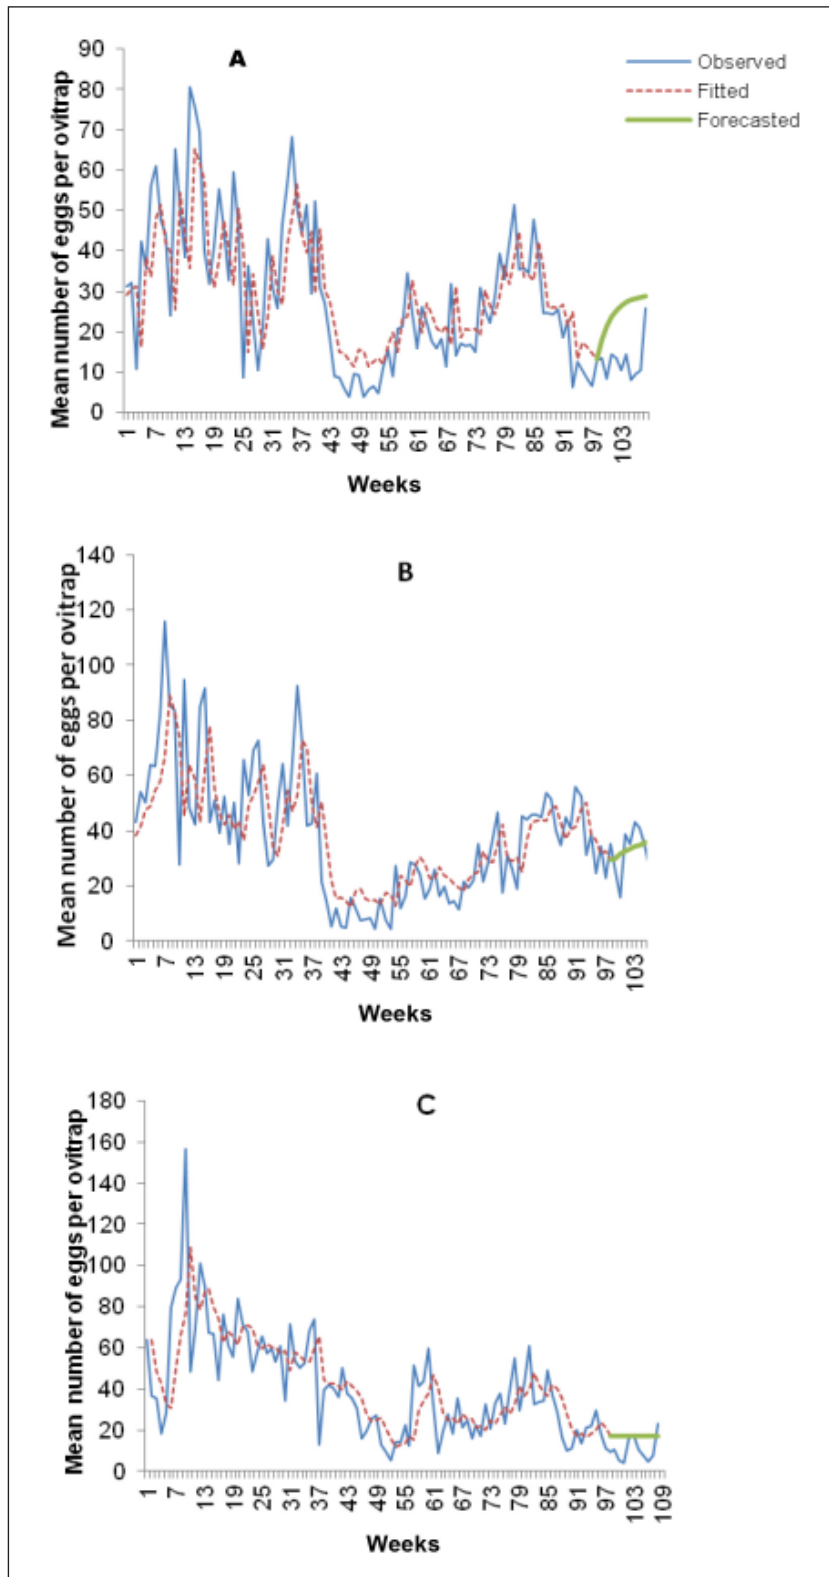 A
Observed
Fitted
Forecasted
Mean number of eggs per ovitrap
90
80
70
60
50
40
30
20
10
0
1 7 13 19 25 31 37 43 49 55 61 67 73 79 85 91 97 103
Weeks
B
Mean number of eggs per ovitrap
140
120
100
80
60
40
20
0
1 7 13 19 25 31 37 43 49 55 61 67 73 79 85 91 97 103
Weeks
C
Mean number of eggs per ovitrap
180
160
140
120
100
80
60
40
20
0
1 7 13 19 25 31 37 43 49 55 61 67 73 79 85 91 97 103 109
Weeks